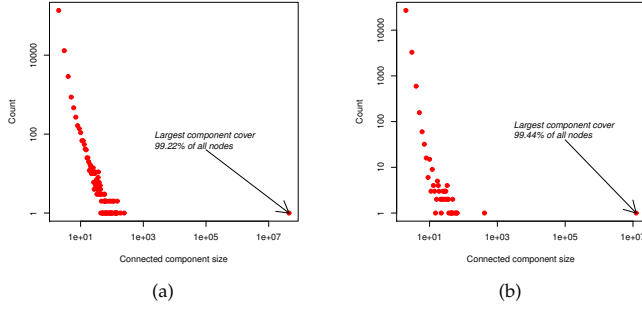 10000
100
1
Count
1e+01
1e+03
1e+05
1e+07
Connected component size
Largest component cover
99.22% of all nodes
(a)
10000
1000
100
10
1
Count
1e+01
1e+03
1e+05
1e+07
Connected component size
Largest component cover
99.44% of all nodes
(b)